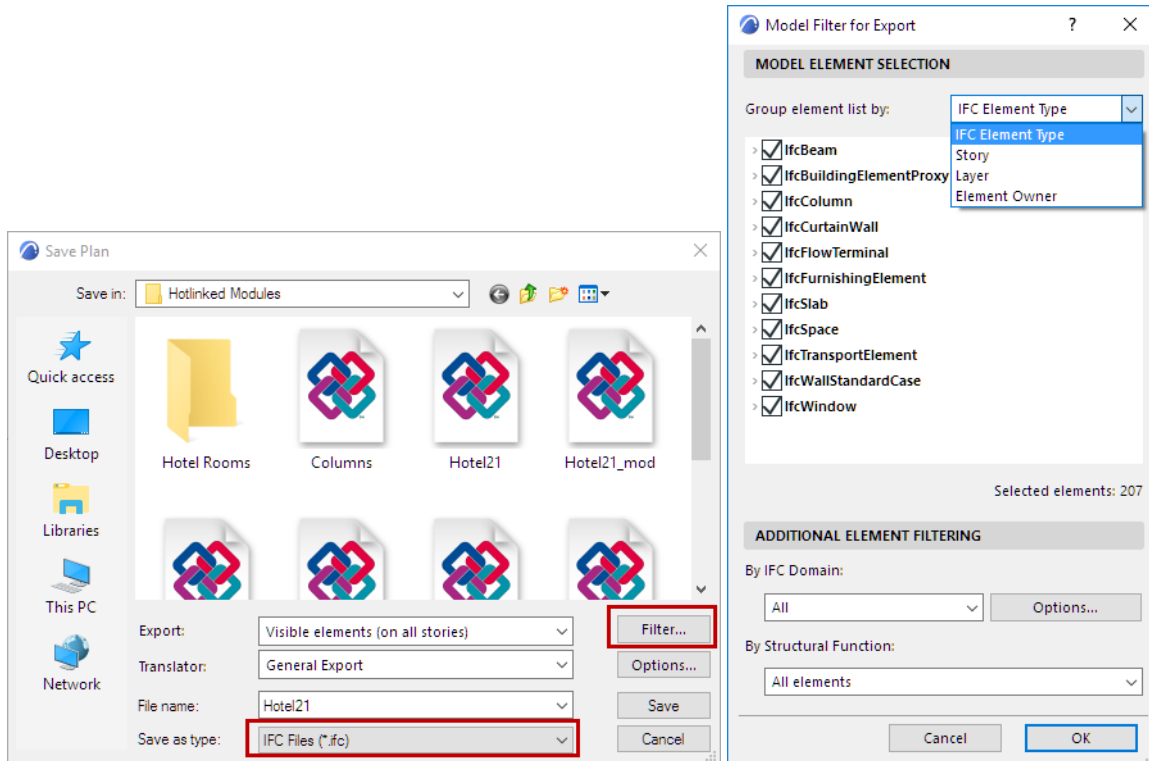 Save Plan
Save in:
Hotlinked Modules
Quick access
Desktop
Libraries
This PC
Network
Hotel Rooms
Columns
Hotel21
Hotel21_mod
Export:
Visible elements (on all stories)
Filter...
Translator:
General Export
Options...
File name:
Hotel21
Save
Save as type:
IFC Files (*.ifc)
Cancel
Model Filter for Export
?
MODEL ELEMENT SELECTION
Group element list by:
IFC Element Type
IFC Element Type
Story
Layer
Element Owner
IfcBeam
IfcBuildingElementProxy
IfcColumn
IfcCurtainWall
IfcFlowTerminal
IfcFurnishingElement
IfcSlab
IfcSpace
IfcTransportElement
IfcWallStandardCase
IfcWindow
Selected elements: 207
ADDITIONAL ELEMENT FILTERING
By IFC Domain:
All
Options...
By Structural Function:
All elements
Cancel
OK